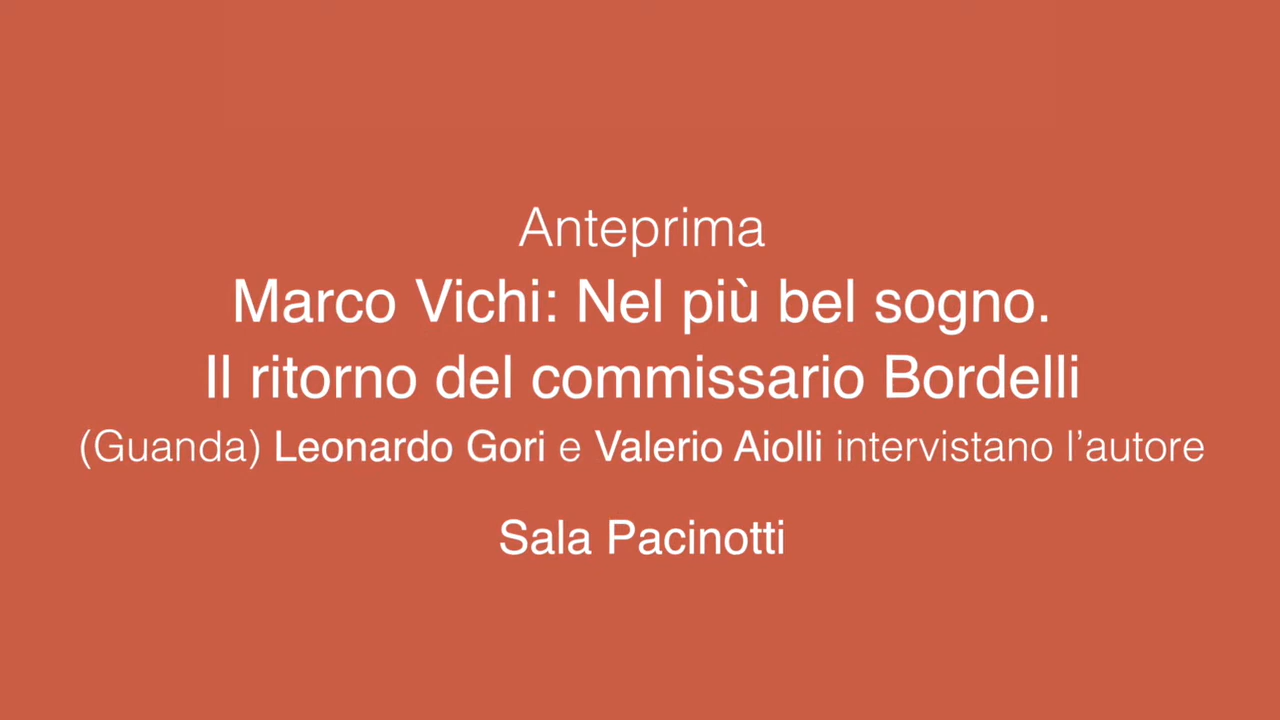 Anteprima
Marco Vichi: Nel più bel sogno.
Il ritorno del commissario Bordelli
(Guanda) Leonardo Gori e Valerio Aiolli intervistano l’autore
Sala Pacinotti